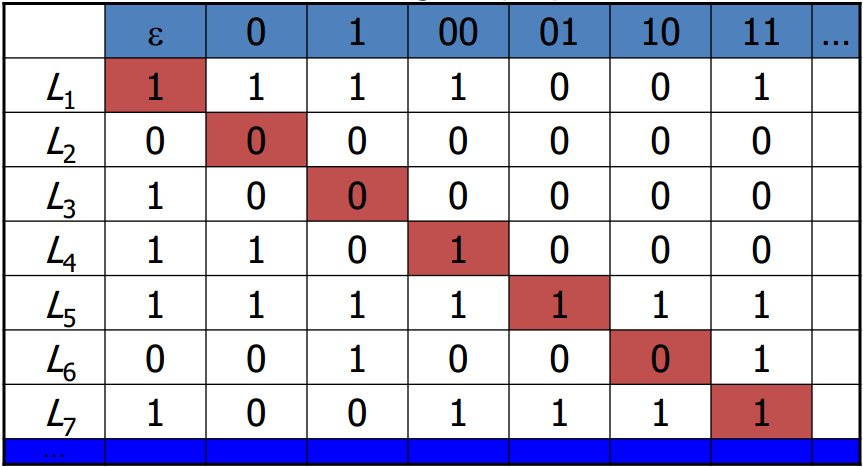 ε 0 1 00 01 10 11 ...
L1 1 1 1 1 0 0 1
L2 0 0 0 0 0 0 0
L3 1 0 0 0 0 0 0
L4 1 1 0 1 0 0 0
L5 1 1 1 1 1 1 1
L6 0 0 1 0 0 0 1
L7 1 0 0 1 1 1 1
...